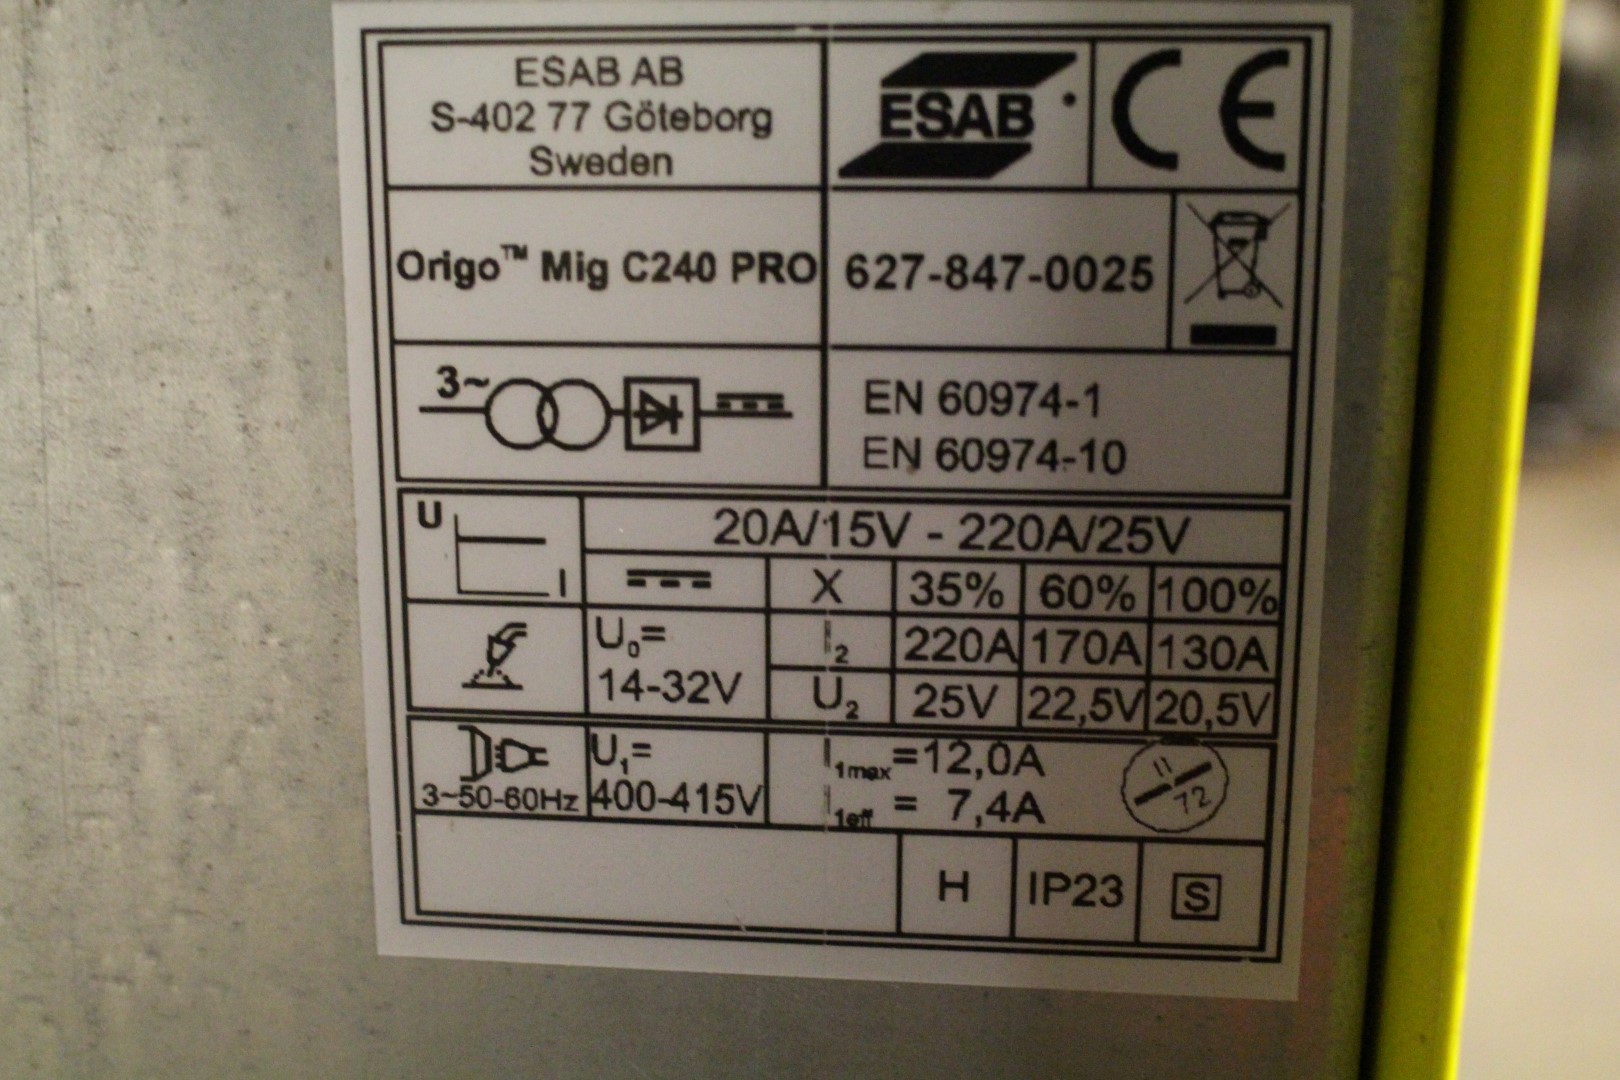 ESAB AB
S-402 77 Göteborg
Sweden
ESAB
CE
Origo™ Mig C240 PRO
627-847-0025
3~
EN 60974-1
EN 60974-10
U
I
20A/15V - 220A/25V
X 35% 60% 100%
U0=
14-32V
I2 220A 170A 130A
U2 25V 22,5V 20,5V
3~50-60Hz
U1=
400-415V
I1max=12,0A
I1eff = 7,4A
11
72
H IP23 S